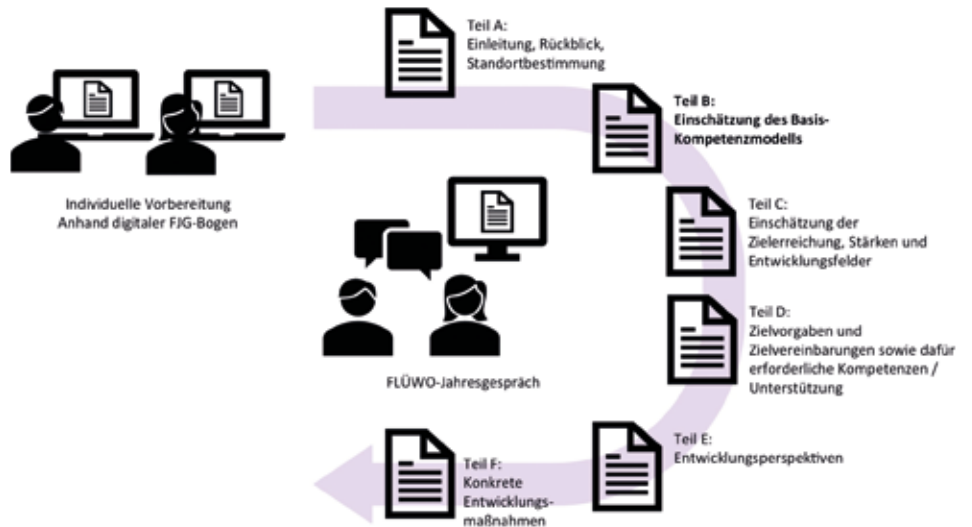 Teil A:
Einleitung, Rückblick,
Standortbestimmung
Teil B:
Einschätzung des Basis-
Kompetenzmodells
Individuelle Vorbereitung
Anhand digitaler FJG-Bogen
Teil C:
Einschätzung der
Zielerreichung, Stärken und
Entwicklungsfelder
Teil D:
Zielvorgaben und
Zielvereinbarungen sowie dafür
erforderliche Kompetenzen /
Unterstützung
FLÜWO-Jahresgespräch
Teil E:
Entwicklungsperspektiven
Teil F:
Konkrete
Entwicklungs-
maßnahmen